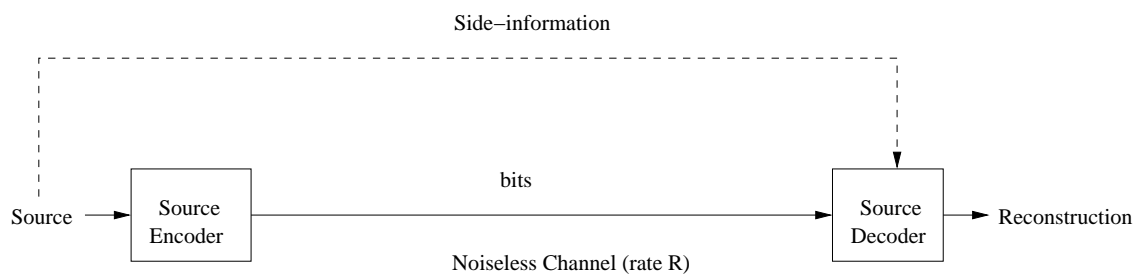 Side−information
bits
Source
Source
Encoder
Source
Decoder
Reconstruction
Noiseless Channel (rate R)